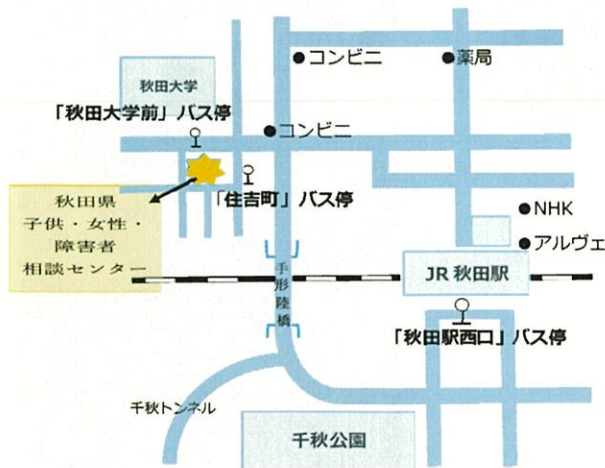 ●コンビニ
●薬局
秋田大学
「秋田大学前」バス停
●コンビニ
「住吉町」バス停
秋田県
子供・女性・
障害者
相談センター
●NHK
●アルヴェ
JR 秋田駅
手形陸橋
「秋田駅西口」バス停
千秋トンネル
千秋公園